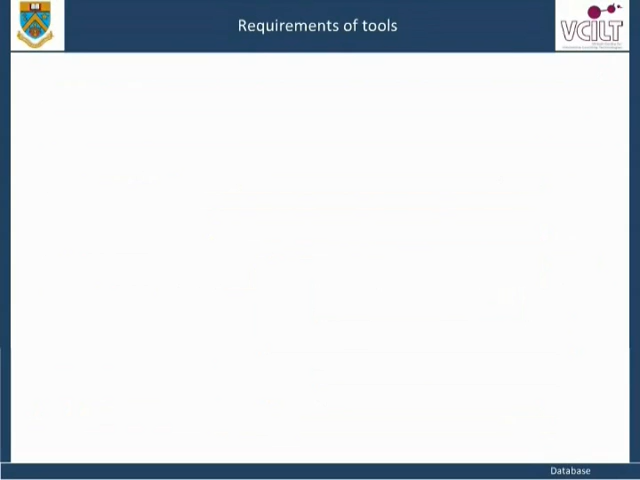 Requirements of tools
VCILT
Database